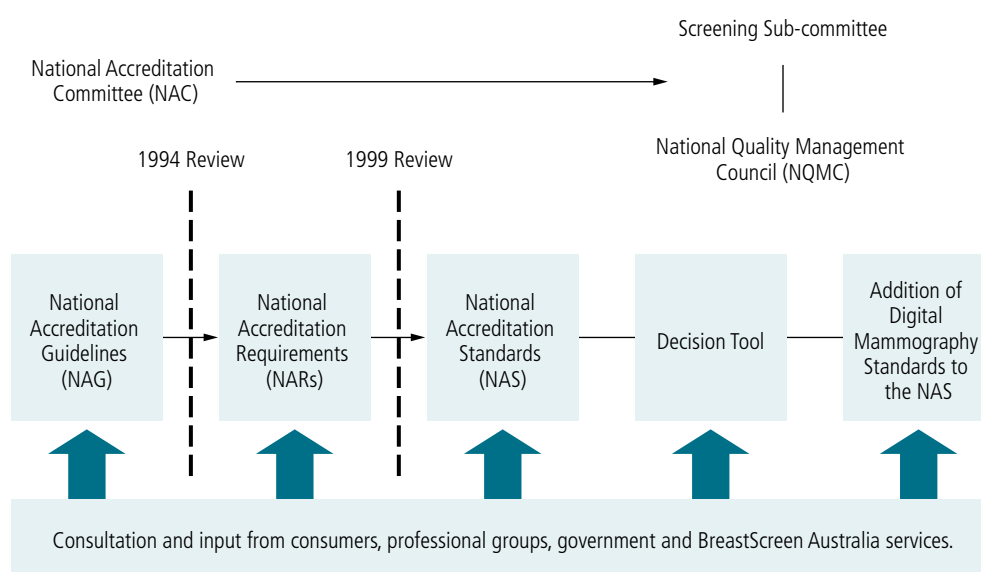 Screening Sub-committee
National Accreditation
Committee (NAC)
National Quality Management
Council (NQMC)
1994 Review
1999 Review
National
Accreditation
Guidelines
(NAG)
National
Accreditation
Requirements
(NARs)
National
Accreditation
Standards
(NAS)
Decision Tool
Addition of
Digital
Mammography
Standards to
the NAS
Consultation and input from consumers, professional groups, government and BreastScreen Australia services.